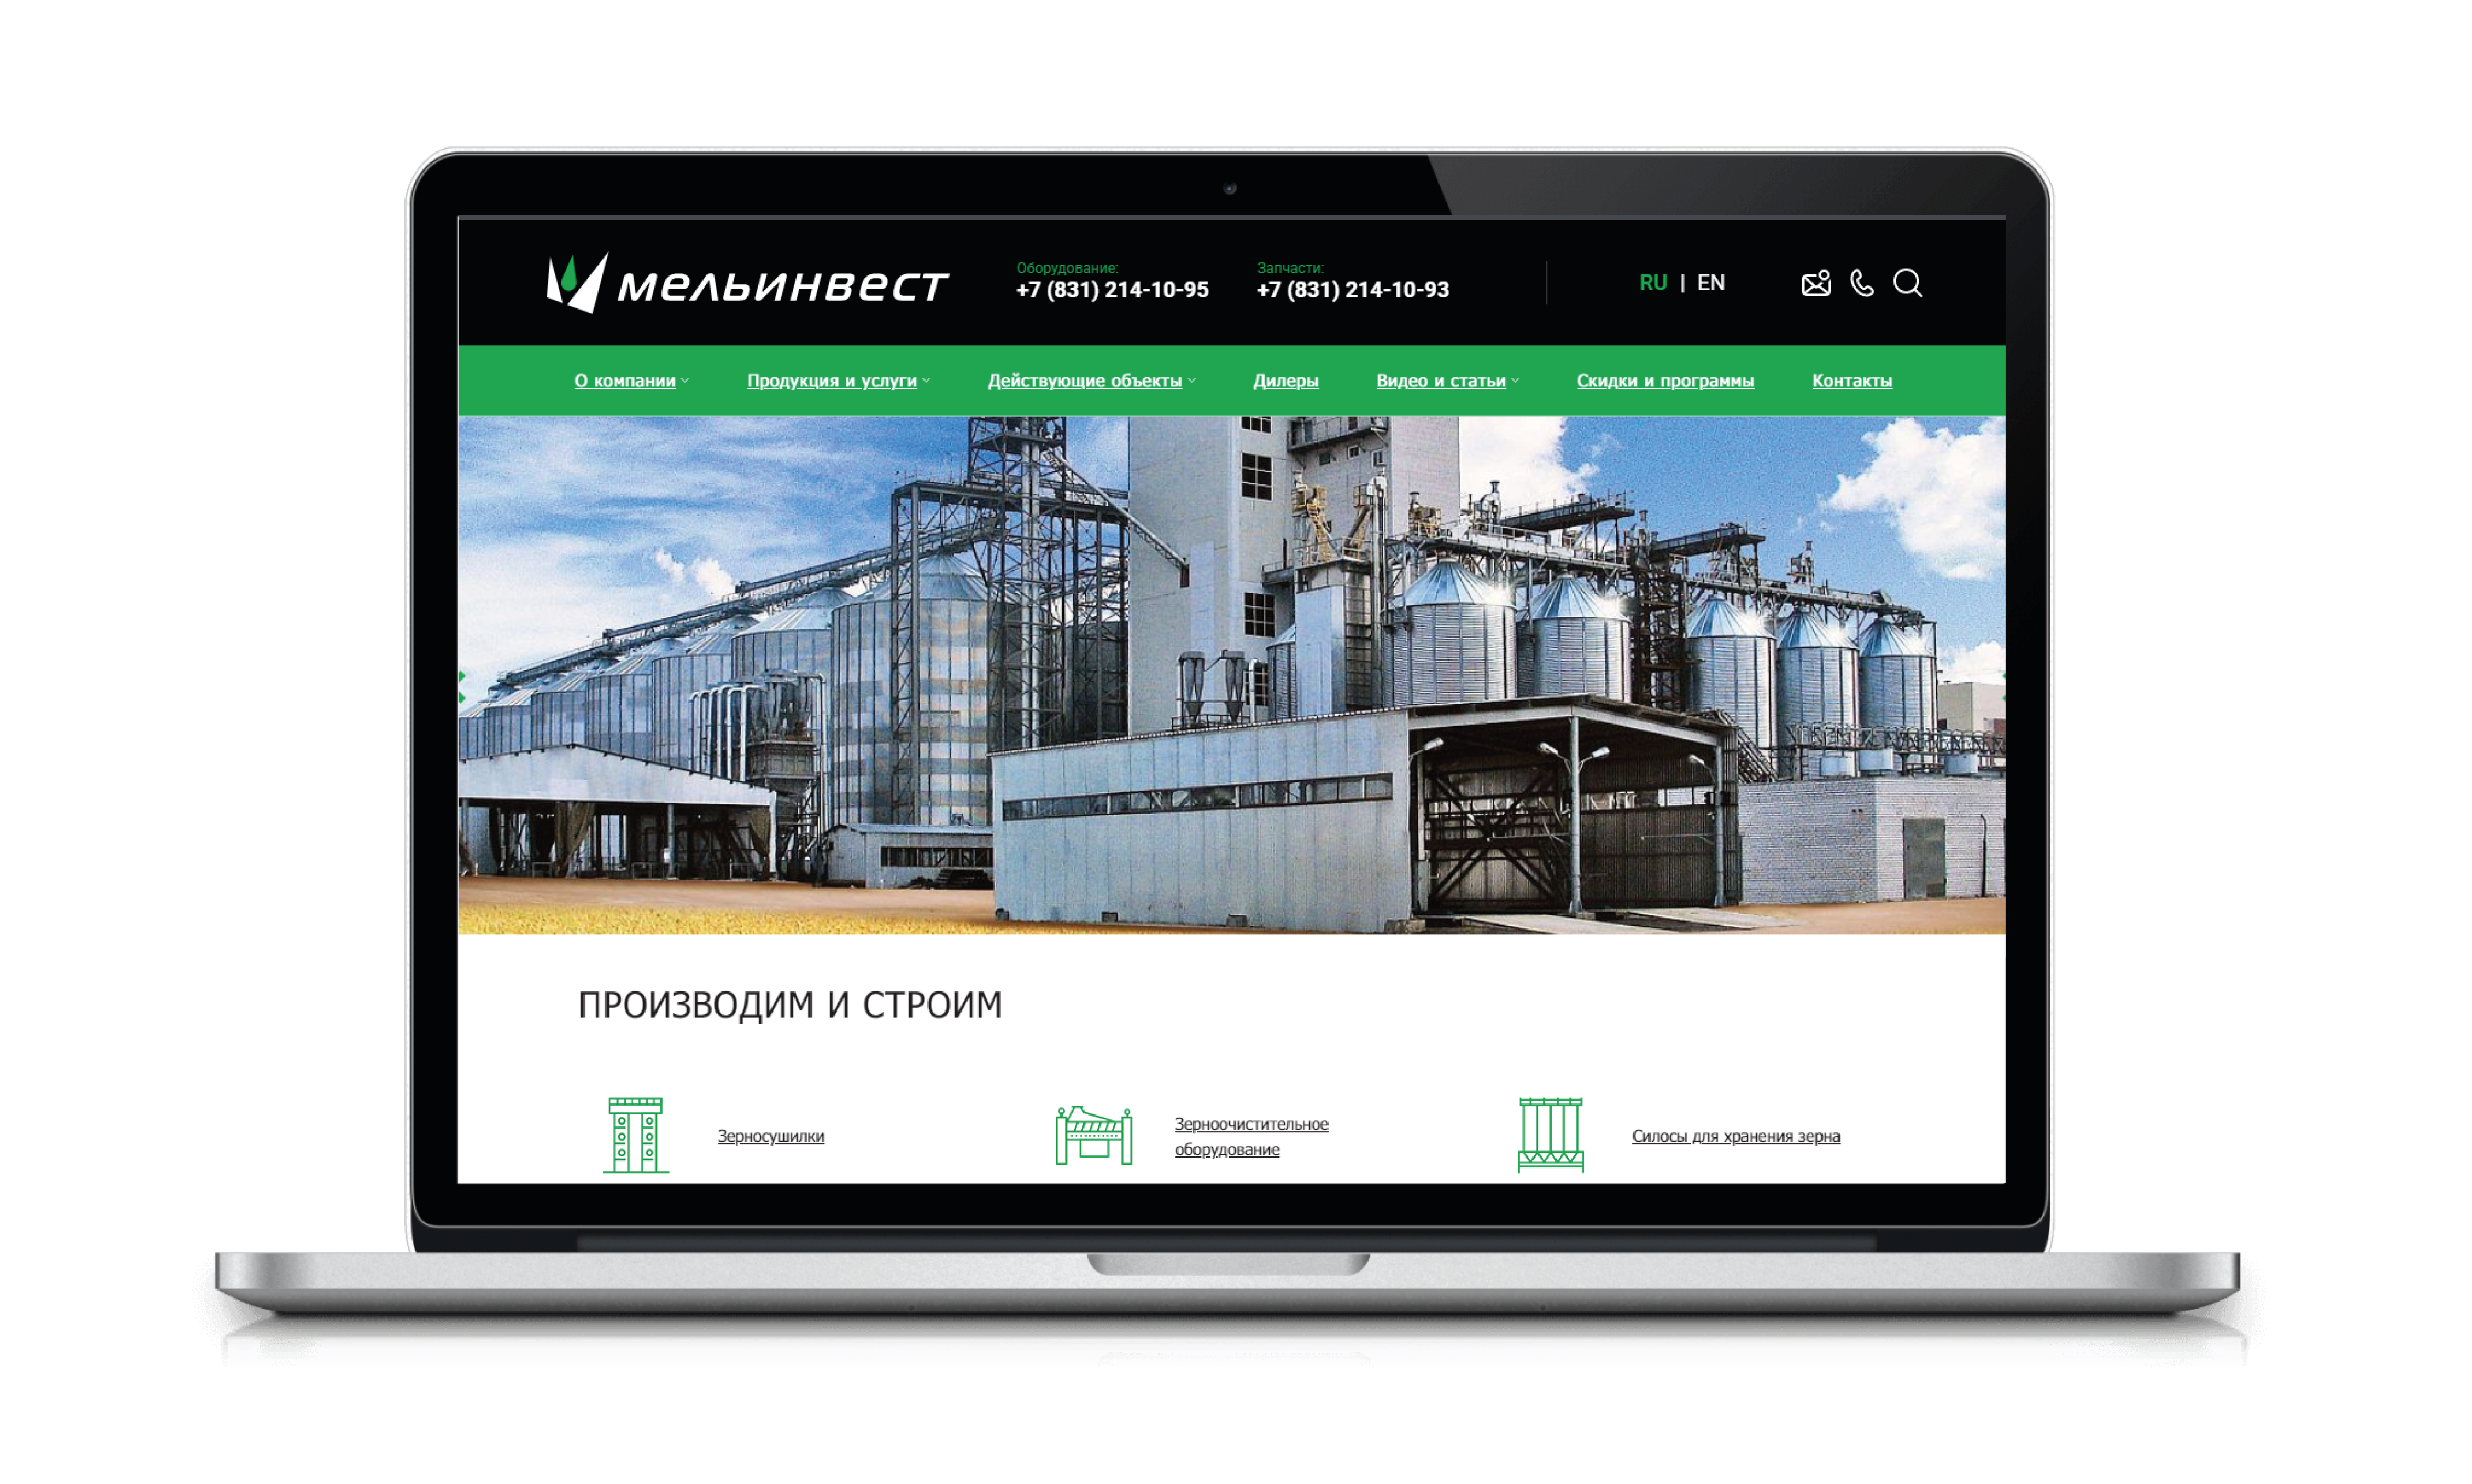 мельинвест
Оборудование:
+7 (831) 214-10-95
Запчасти:
+7 (831) 214-10-93
RU | EN
О компании
Продукция и услуги
Действующие объекты
Дилеры
Видео и статьи
Скидки и программы
Контакты
ПРОИЗВОДИМ И СТРОИМ
Зерносушилки
Зерноочистительное
оборудование
Силосы для хранения зерна